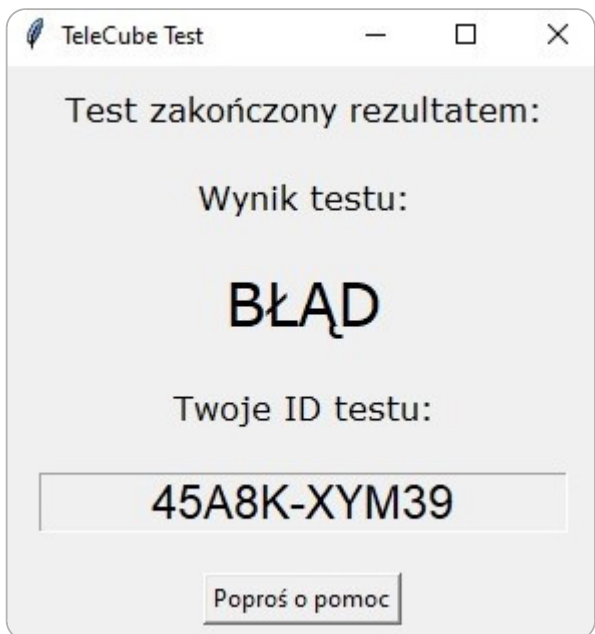 TeleCube Test
Test zakończony rezultatem:
Wynik testu:
BŁĄD
Twoje ID testu:
45A8K-XYM39
Poproś o pomoc